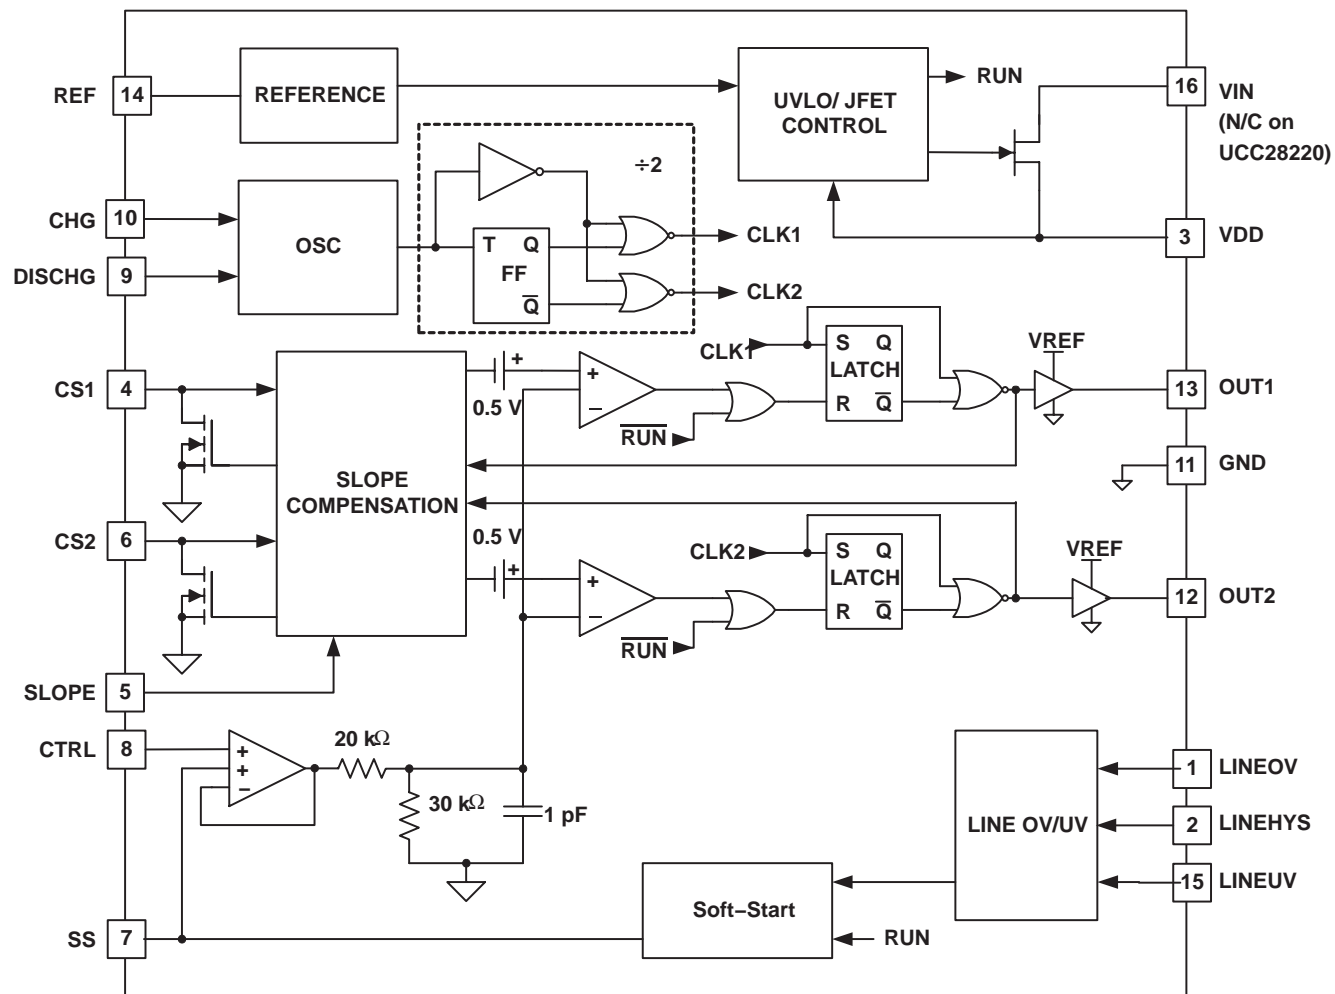 REF 14 REFERENCE
UVLO/ JFET
CONTROL
RUN
16 VIN
(N/C on
UCC28220)
÷2
CHG 10
OSC
DISCHG 9
T Q
FF
Q̅
CLK1
CLK2
3 VDD
CS1 4
0.5 V
+
+
−
CLK1
S Q
LATCH
R Q̅
RUN
VREF
13 OUT1
11 GND
SLOPE
COMPENSATION
CS2 6
0.5 V
+
+
−
CLK2
S Q
LATCH
R Q̅
RUN
VREF
12 OUT2
SLOPE 5
CTRL 8
+
+
−
20 kΩ
30 kΩ
1 pF
LINE OV/UV
1 LINEOV
2 LINEHYS
15 LINEUV
Soft−Start
RUN
SS 7